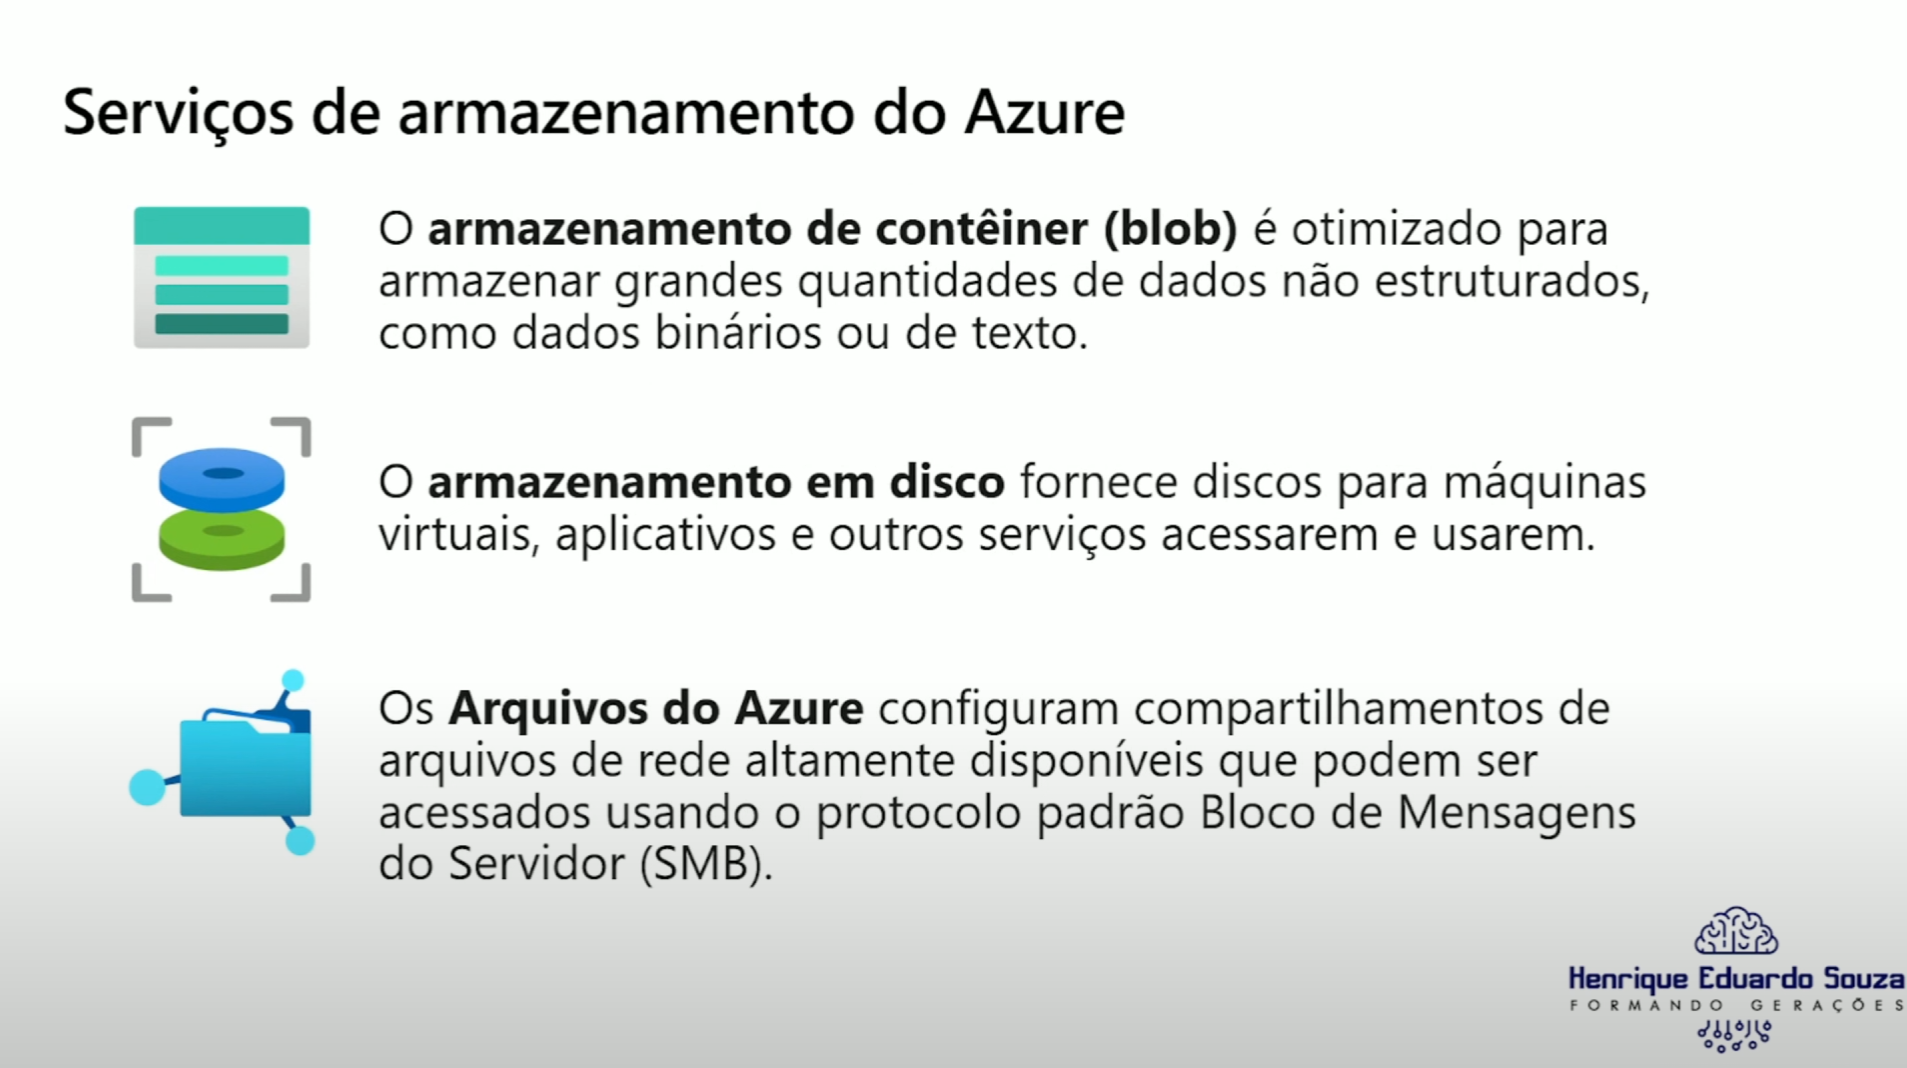 Serviços de armazenamento do Azure
O armazenamento de contêiner (blob) é otimizado para
armazenar grandes quantidades de dados não estruturados,
como dados binários ou de texto.
O armazenamento em disco fornece discos para máquinas
virtuais, aplicativos e outros serviços acessarem e usarem.
Os Arquivos do Azure configuram compartilhamentos de
arquivos de rede altamente disponíveis que podem ser
acessados usando o protocolo padrão Bloco de Mensagens
do Servidor (SMB).
Henrique Eduardo Souza
FORMANDO GERAÇÕES